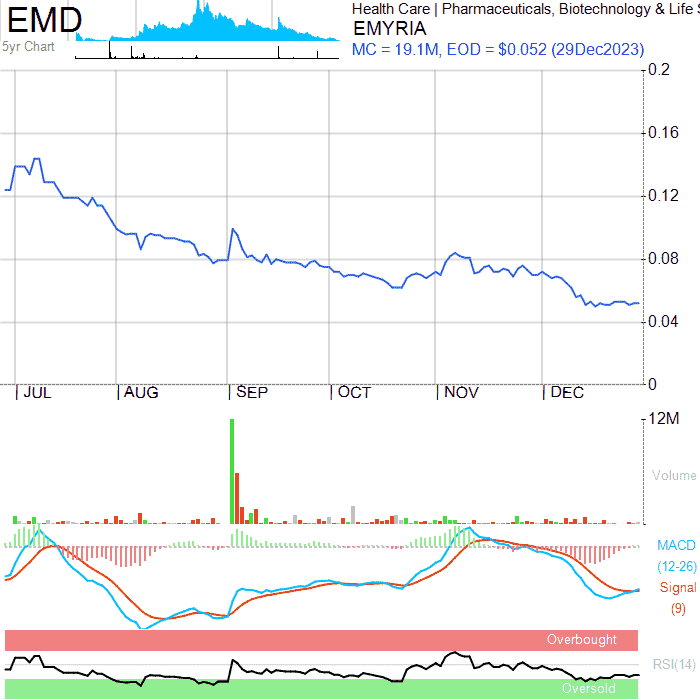 EMD
5yr Chart
Health Care | Pharmaceuticals, Biotechnology & Life S
EMYRIA
MC = 19.1M, EOD = $0.052 (29Dec2023)
0.2
0.16
0.12
0.08
0.04
0
JUL AUG SEP OCT NOV DEC
12M
Volume
MACD
(12-26)
Signal
(9)
Overbought
RSI(14)
Oversold